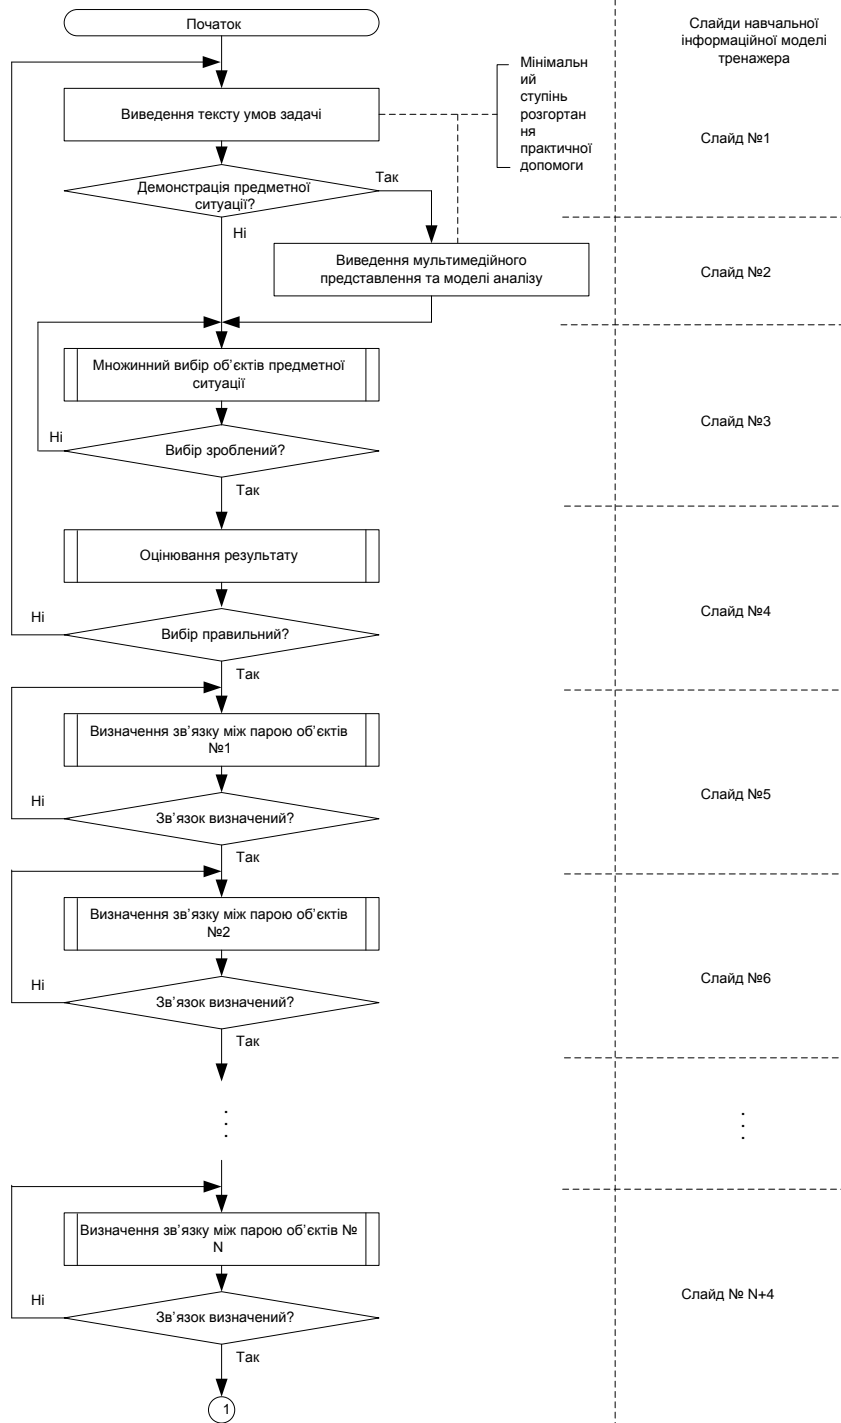 Початок
Слайди навчальної
інформаційної моделі
тренажера
Мінімальн
ий
ступінь
розгортан
ня
практичної
допомоги
Виведення тексту умов задачі
Слайд №1
Демонстрація предметної
ситуації?
Так
Ні
Виведення мультимедійного
представлення та моделі аналізу
Слайд №2
Множинний вибір об’єктів предметної
ситуації
Слайд №3
Ні
Вибір зроблений?
Так
Оцінювання результату
Слайд №4
Ні
Вибір правильний?
Так
Визначення зв’язку між парою об’єктів
№1
Слайд №5
Ні
Зв’язок визначений?
Так
Визначення зв’язку між парою об’єктів
№2
Слайд №6
Ні
Зв’язок визначений?
Так
. . .
. . .
Визначення зв’язку між парою об’єктів №
N
Слайд № N+4
Ні
Зв’язок визначений?
Так
1